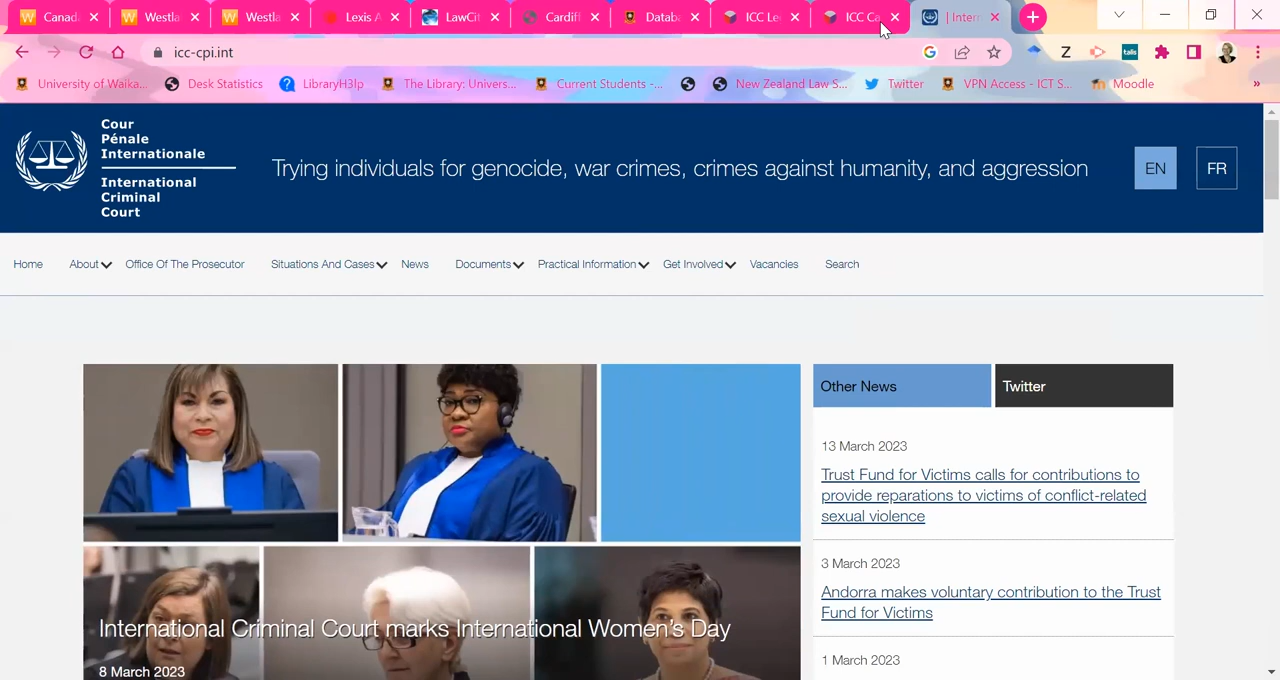 Canad
Westla
Westla
Lexis A
LawCit
Cardiff
Datab
ICC Le
ICC Ca
| Intern
icc-cpi.int
University of Waika...
Desk Statistics
LibraryH3lp
The Library: Univers...
Current Students -...
New Zealand Law S...
Twitter
VPN Access - ICT S...
Moodle
»
Cour
Pénale
Internationale
International
Criminal
Court
Trying individuals for genocide, war crimes, crimes against humanity, and aggression
EN
FR
Home
About
Office Of The Prosecutor
Situations And Cases
News
Documents
Practical Information
Get Involved
Vacancies
Search
International Criminal Court marks International Women's Day
8 March 2023
Other News
Twitter
13 March 2023
Trust Fund for Victims calls for contributions to
provide reparations to victims of conflict-related
sexual violence
3 March 2023
Andorra makes voluntary contribution to the Trust
Fund for Victims
1 March 2023